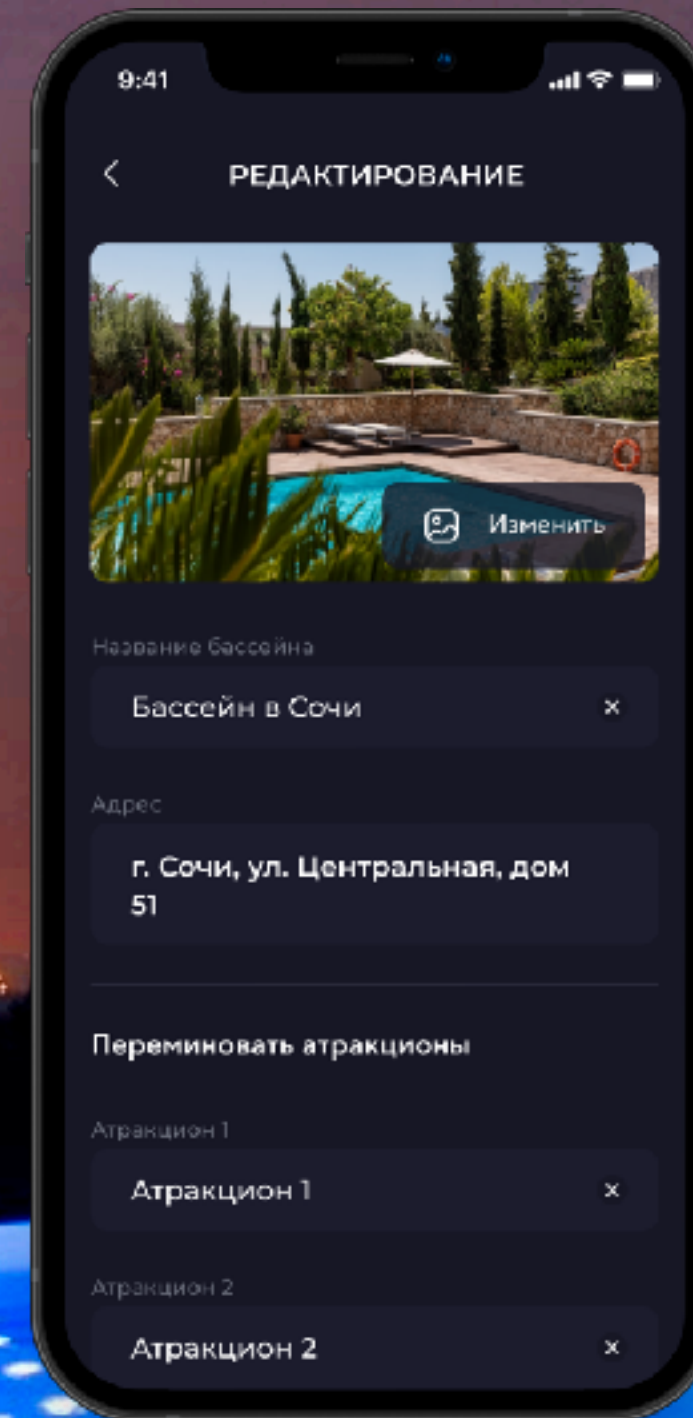 9:41
РЕДАКТИРОВАНИЕ
Изменить
Название бассейна
Бассейн в Сочи
Адрес
г. Сочи, ул. Центральная, дом
51
Переминовать атракционы
Атракцион 1
Атракцион 1
Атракцион 2
Атракцион 2